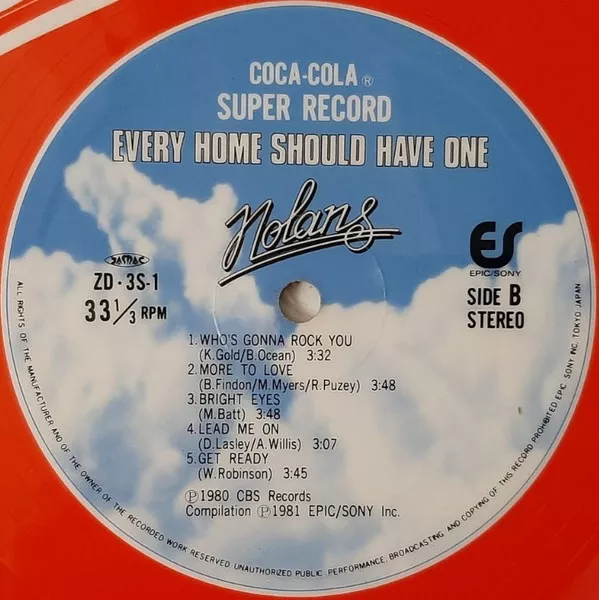 COCA-COLA ®
SUPER RECORD
EVERY HOME SHOULD HAVE ONE
Nolans
JASRAC
ZD・3S-1
33 1/3 RPM
ES
EPIC/SONY
SIDE B
STEREO
1. WHO'S GONNA ROCK YOU
(K.Gold/B.Ocean) 3:32
2. MORE TO LOVE
(B.Findon/M.Myers/R.Puzey) 3:48
3. BRIGHT EYES
(M.Batt) 3:48
4. LEAD ME ON
(D.Lasley/A.Willis) 3:07
5. GET READY
(W.Robinson) 3:45
Ⓟ1980 CBS Records
Compilation Ⓟ1981 EPIC/SONY Inc.
ALL RIGHTS OF THE MANUFACTURER AND OF THE OWNER OF THE RECORDED WORK RESERVED. UNAUTHORIZED PUBLIC PERFORMANCE, BROADCASTING AND COPYING OF THIS RECORD PROHIBITED. EPIC/SONY INC. TOKYO JAPAN